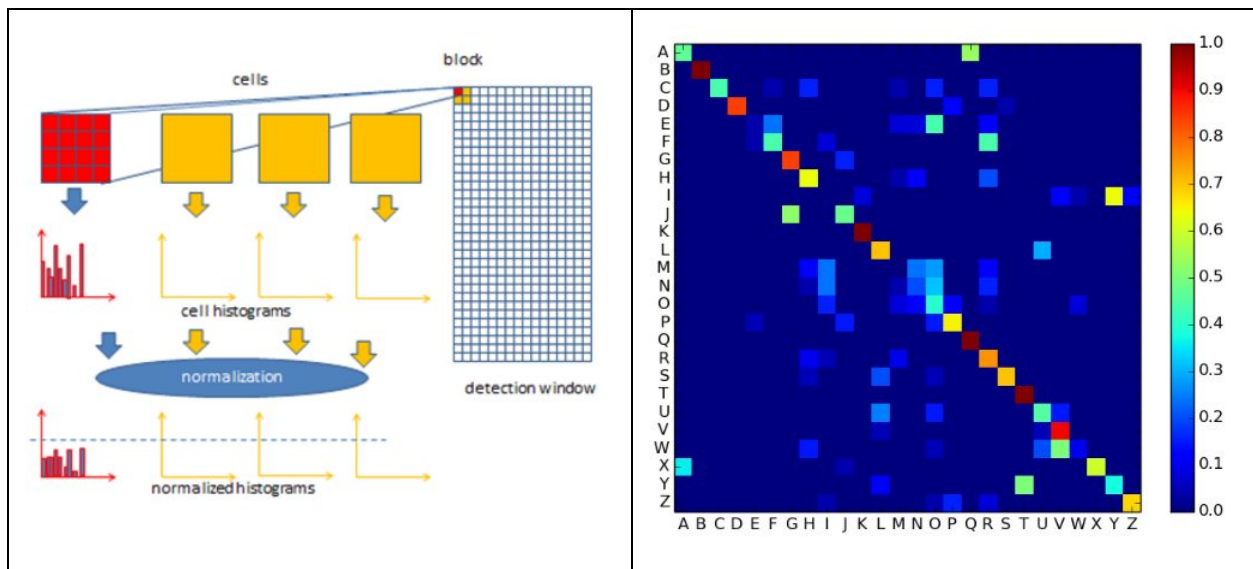 block
cells
cell histograms
normalization
detection window
normalized histograms
A
B
C
D
E
F
G
H
I
J
K
L
M
N
O
P
Q
R
S
T
U
V
W
X
Y
Z
A B C D E F G H I J K L M N O P Q R S T U V W X Y Z
1.0
0.9
0.8
0.7
0.6
0.5
0.4
0.3
0.2
0.1
0.0